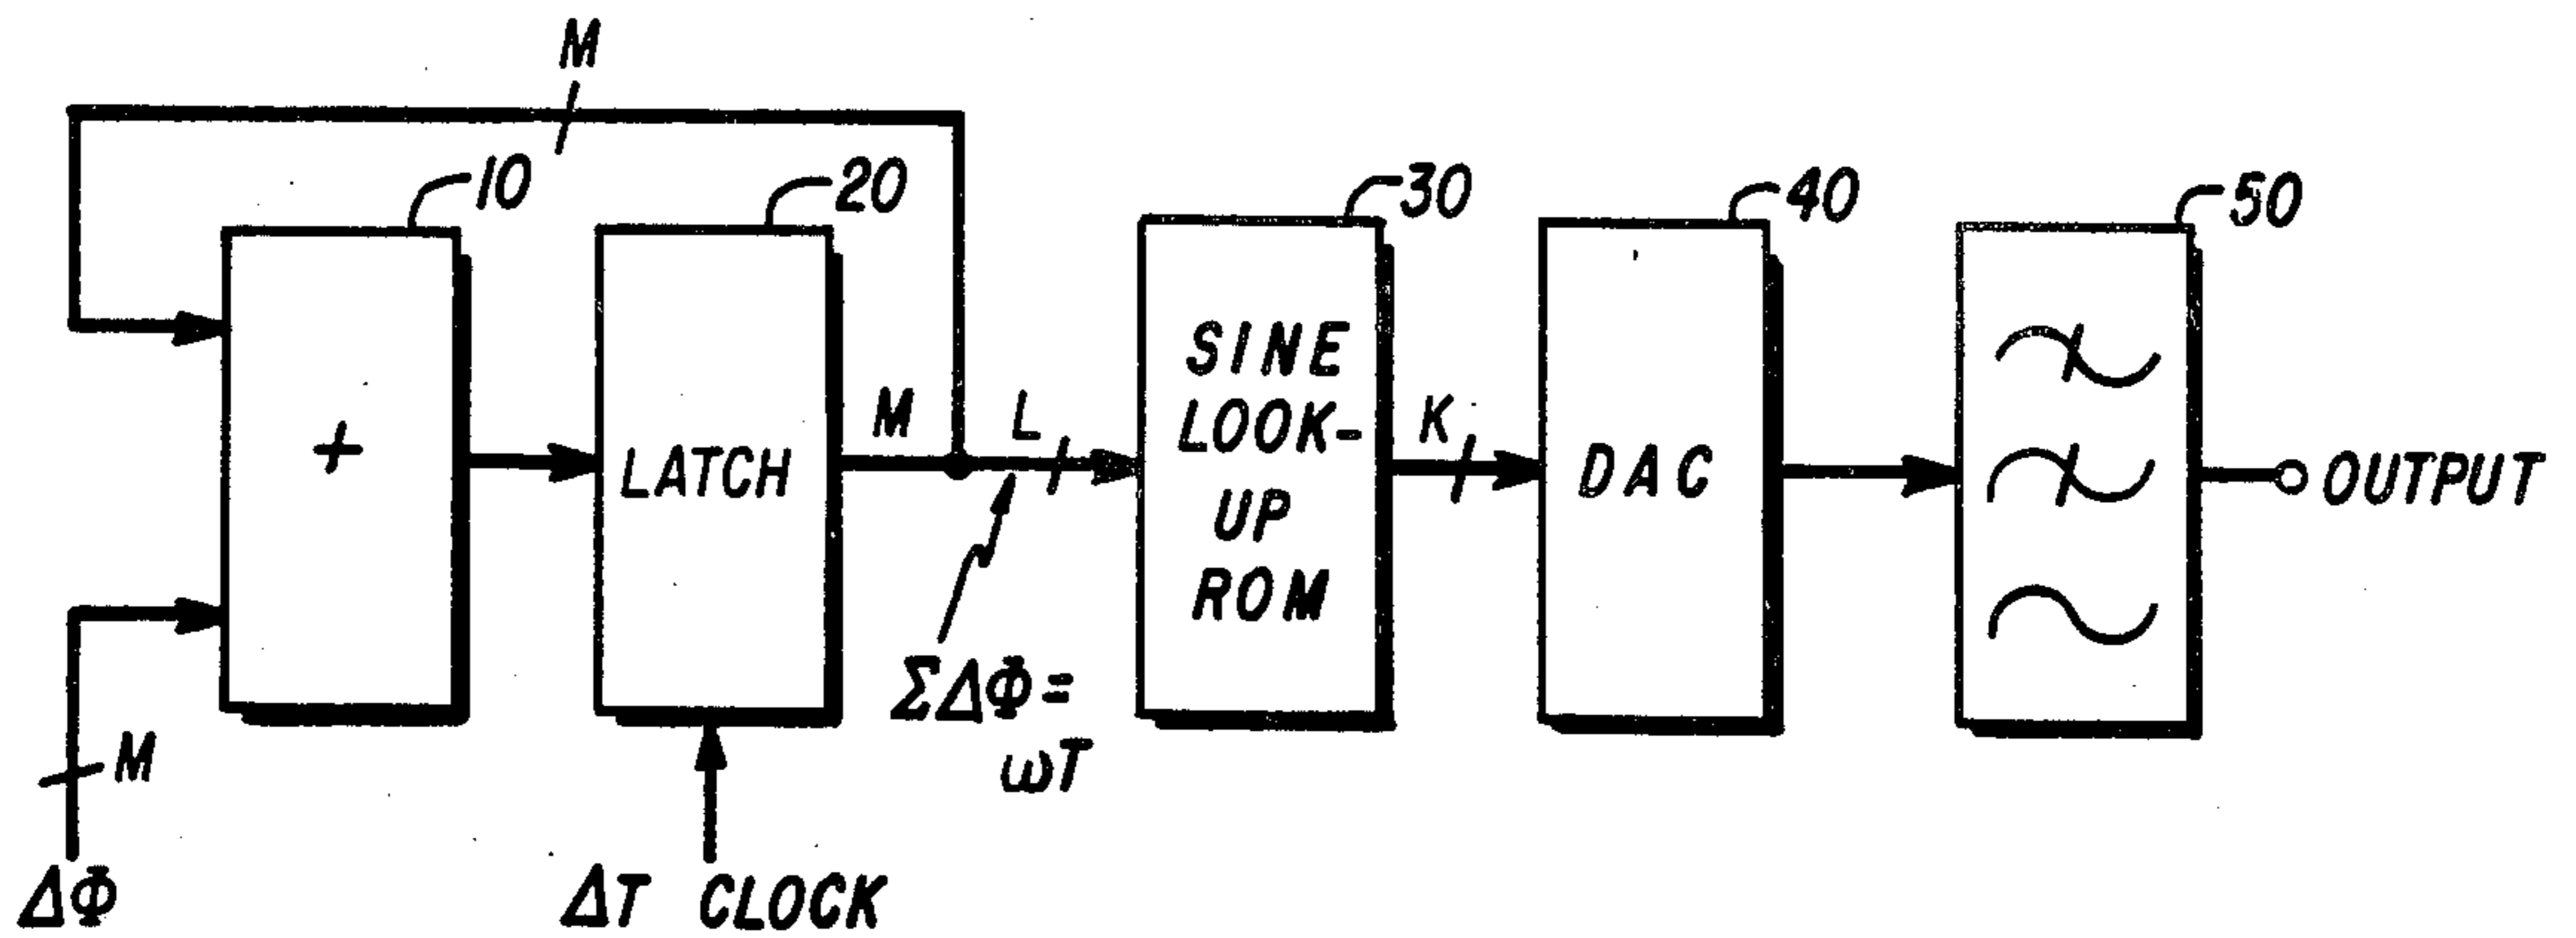 M
10
20
30
40
50
+
LATCH
M
L
SINE
LOOK-
UP
ROM
K
DAC
OUTPUT
ΣΔΦ=
ωT
M
ΔΦ
ΔT CLOCK